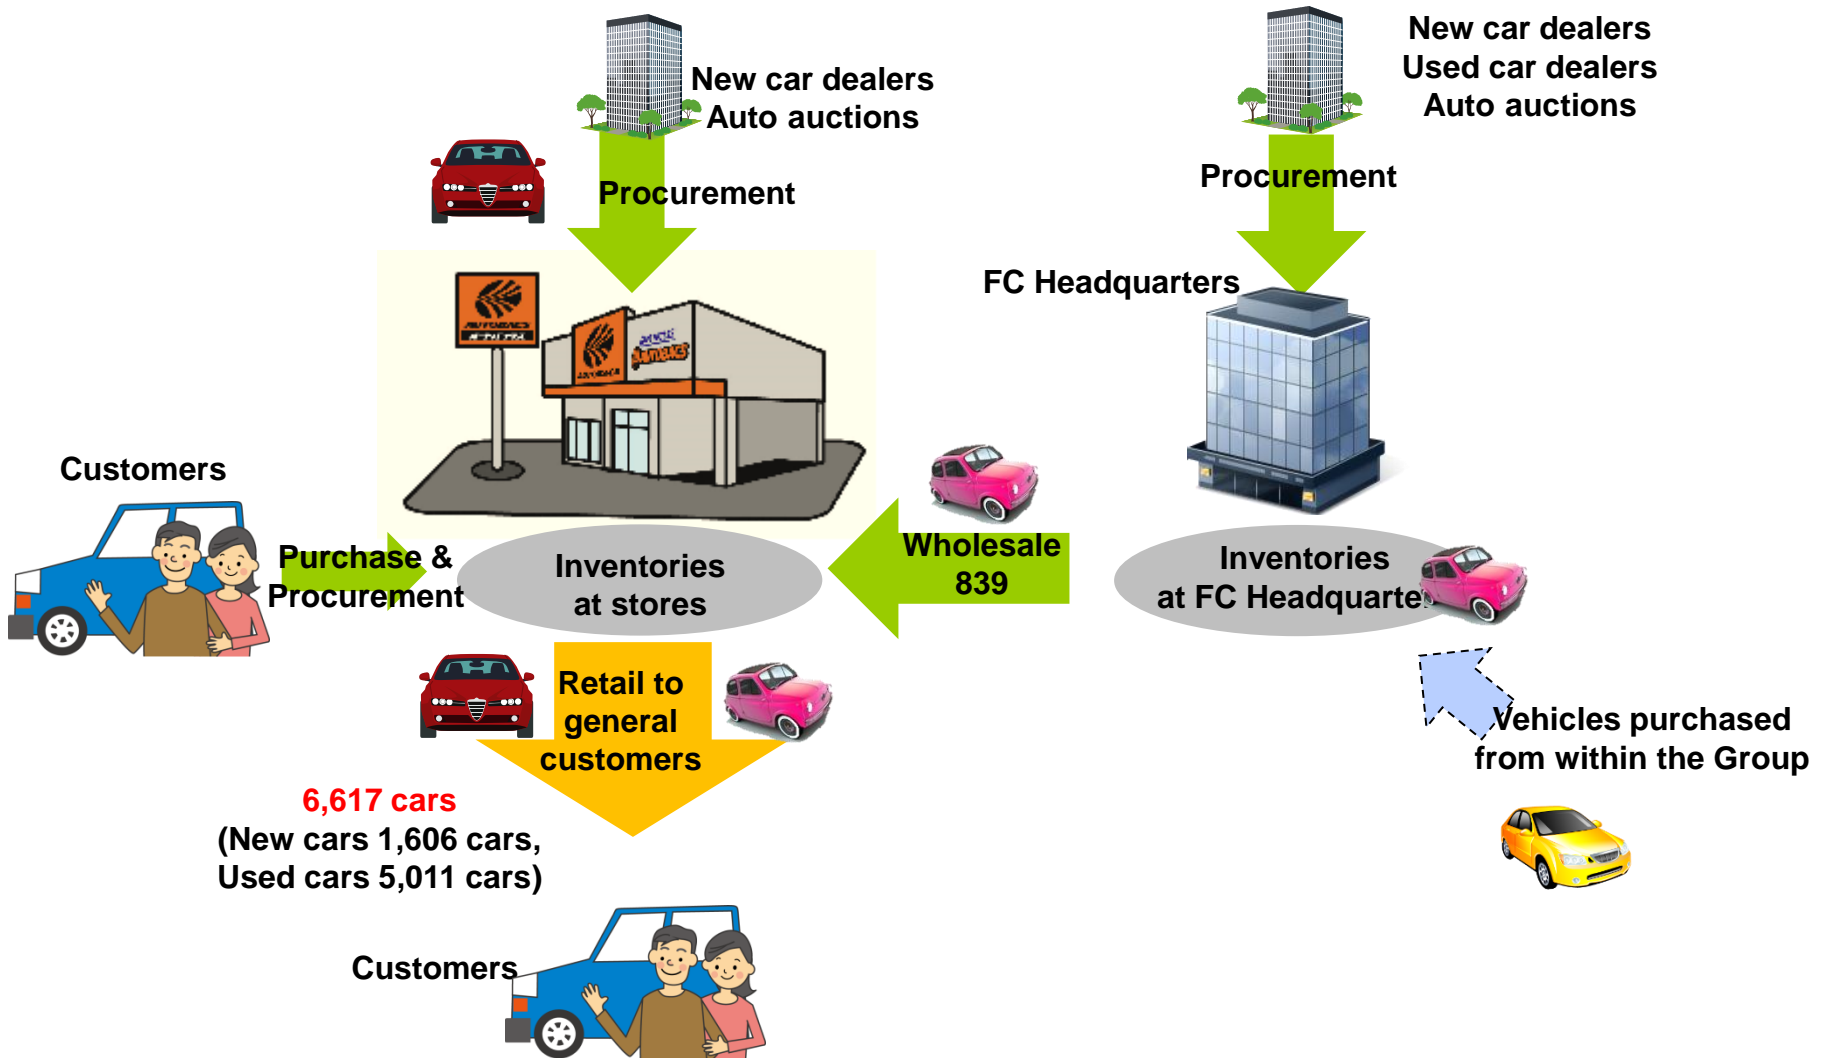 New car dealers
Auto auctions
New car dealers
Used car dealers
Auto auctions
Procurement
Procurement
FC Headquarters
AUTOBACS
Customers
Purchase &
Procurement
Inventories
at stores
Wholesale
839
Inventories
at FC Headquarte
Retail to
general
customers
Vehicles purchased
from within the Group
6,617 cars
(New cars 1,606 cars,
Used cars 5,011 cars)
Customers